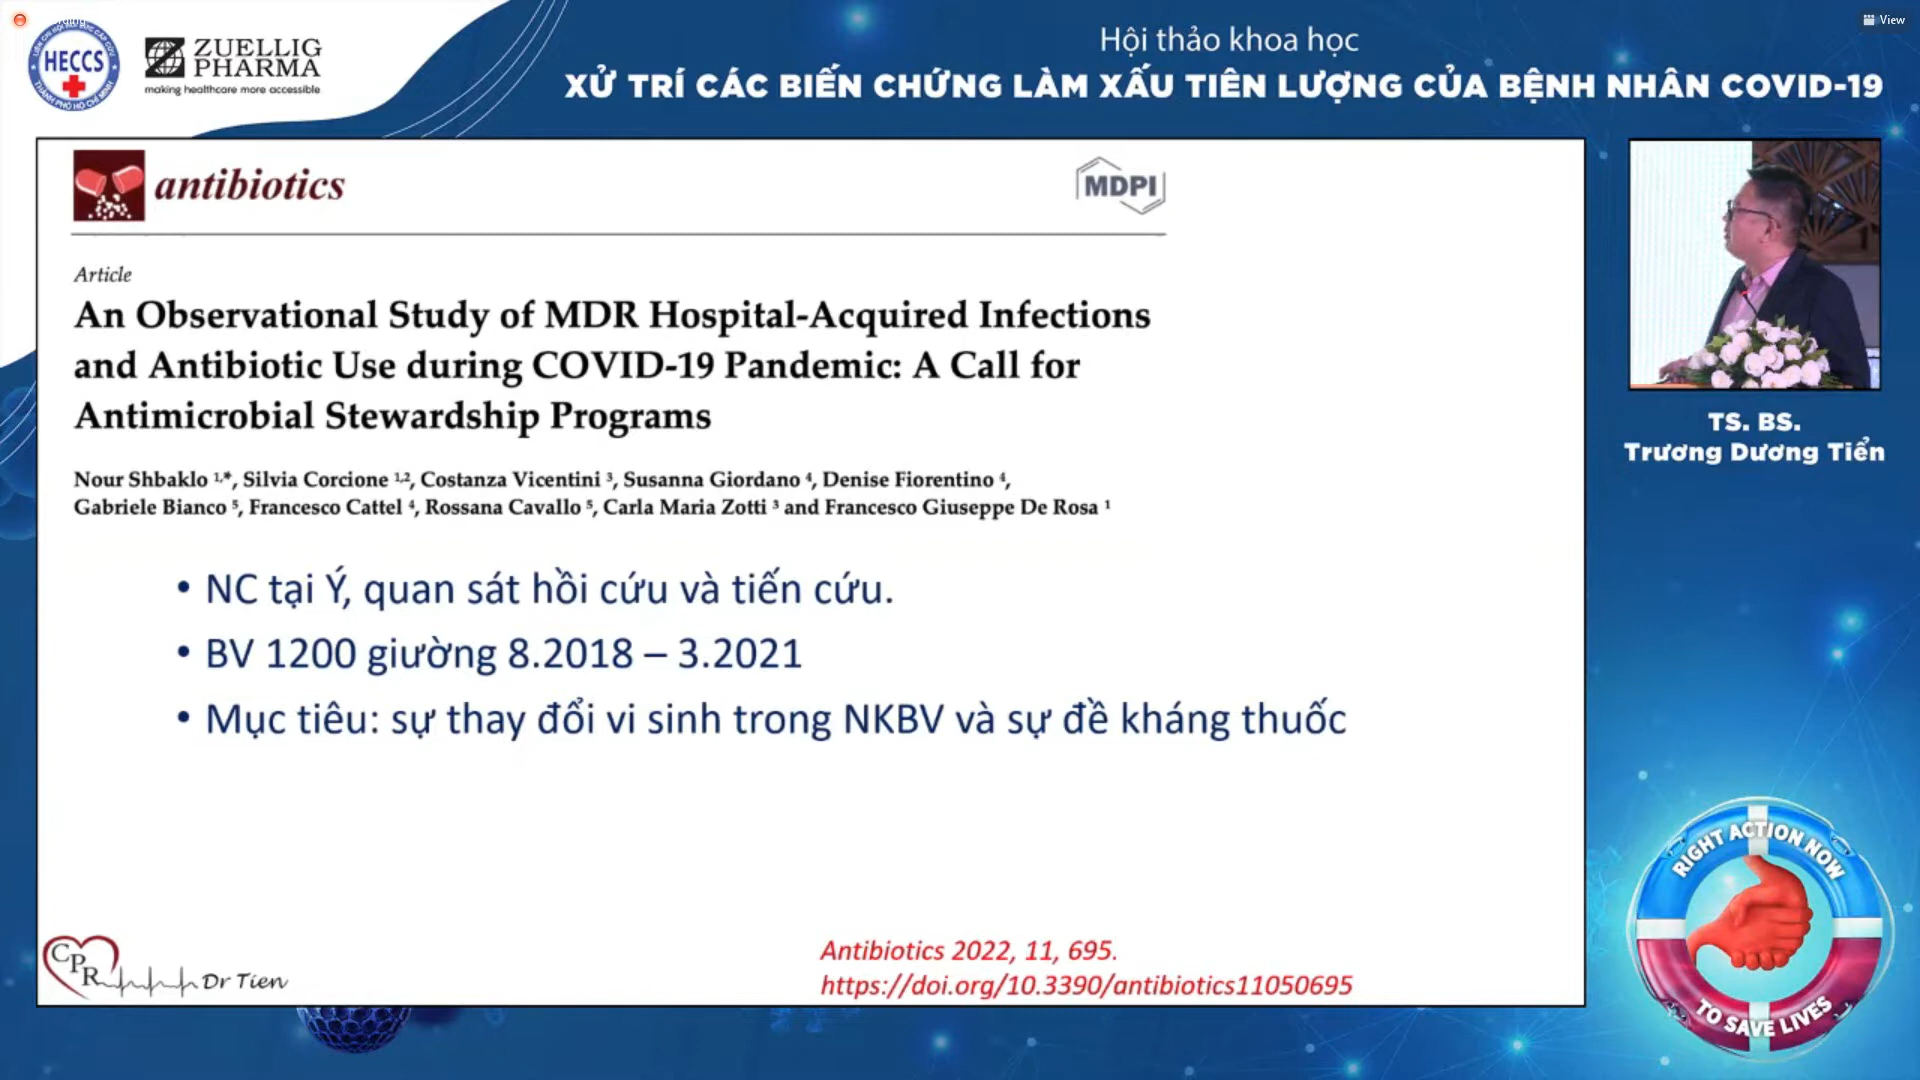 View
HECCS
THÀNH PHỐ HỒ CHÍ MINH
ZUELLIG
PHARMA
making healthcare more accessible
Hội thảo khoa học
XỬ TRÍ CÁC BIẾN CHỨNG LÀM XẤU TIÊN LƯỢNG CỦA BỆNH NHÂN COVID-19
antibiotics
MDPI
Article
An Observational Study of MDR Hospital-Acquired Infections
and Antibiotic Use during COVID-19 Pandemic: A Call for
Antimicrobial Stewardship Programs
Nour Shbaklo 1,*, Silvia Corcione 1,2, Costanza Vicentini 3, Susanna Giordano 4, Denise Fiorentino 4,
Gabriele Bianco 5, Francesco Cattel 4, Rossana Cavallo 5, Carla Maria Zotti 3 and Francesco Giuseppe De Rosa 1
• NC tại Ý, quan sát hồi cứu và tiến cứu.
• BV 1200 giường 8.2018 – 3.2021
• Mục tiêu: sự thay đổi vi sinh trong NKBV và sự đề kháng thuốc
CPR Dr Tien
Antibiotics 2022, 11, 695.
https://doi.org/10.3390/antibiotics11050695
TS. BS.
Trương Dương Tiển
RIGHT ACTION NOW
TO SAVE LIVES